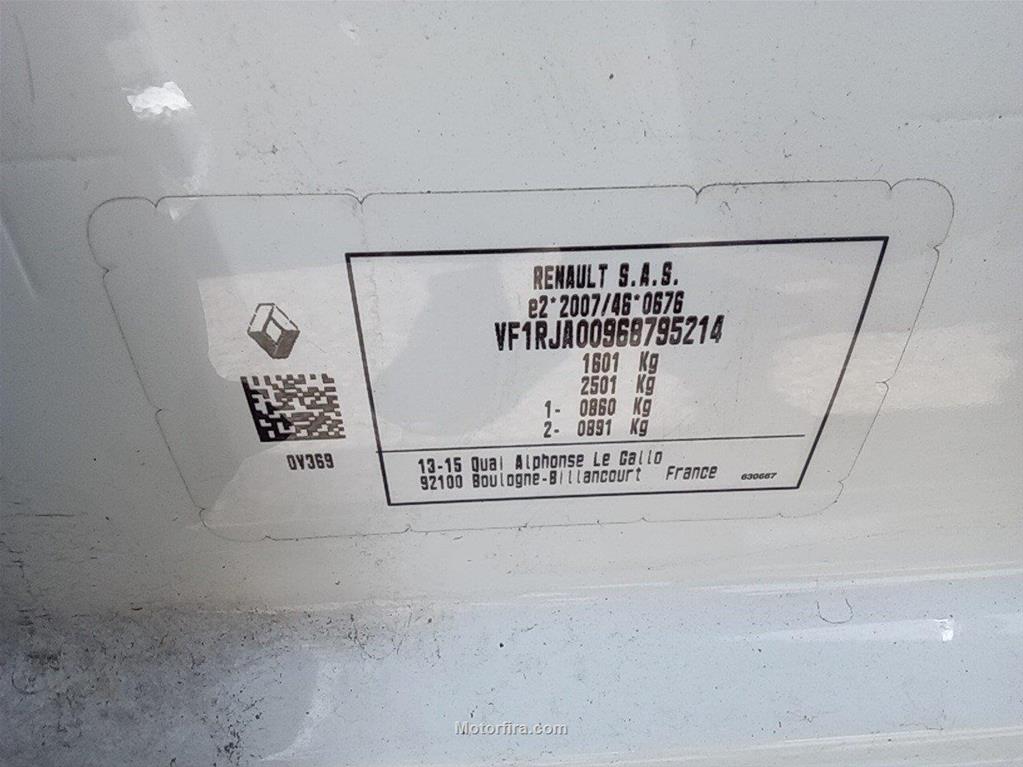 RENAULT S.A.S.
e2*2007/46*0676
VF1RJA00968795214
1601 Kg
2501 Kg
1- 0860 Kg
2- 0891 Kg
0V369
13-15 Quai Alphonse Le Gallo
92100 Boulogne-Billancourt France
630667
Motorfira.com